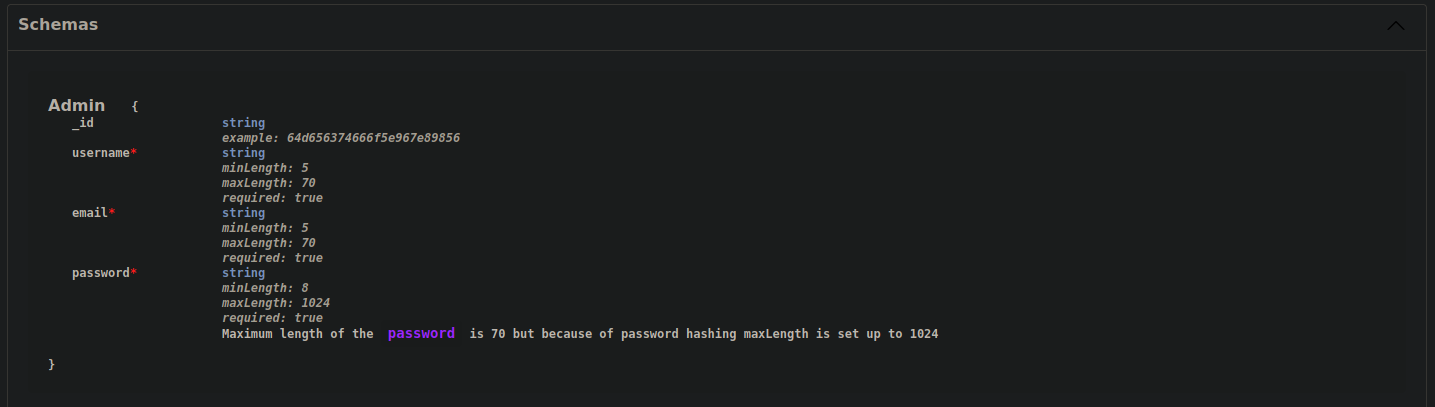 Schemas
Admin {
_id string
example: 64d656374666f5e967e89856
username* string
minLength: 5
maxLength: 70
required: true
email* string
minLength: 5
maxLength: 70
required: true
password* string
minLength: 8
maxLength: 1024
required: true
Maximum length of the password is 70 but because of password hashing maxLength is set up to 1024
}